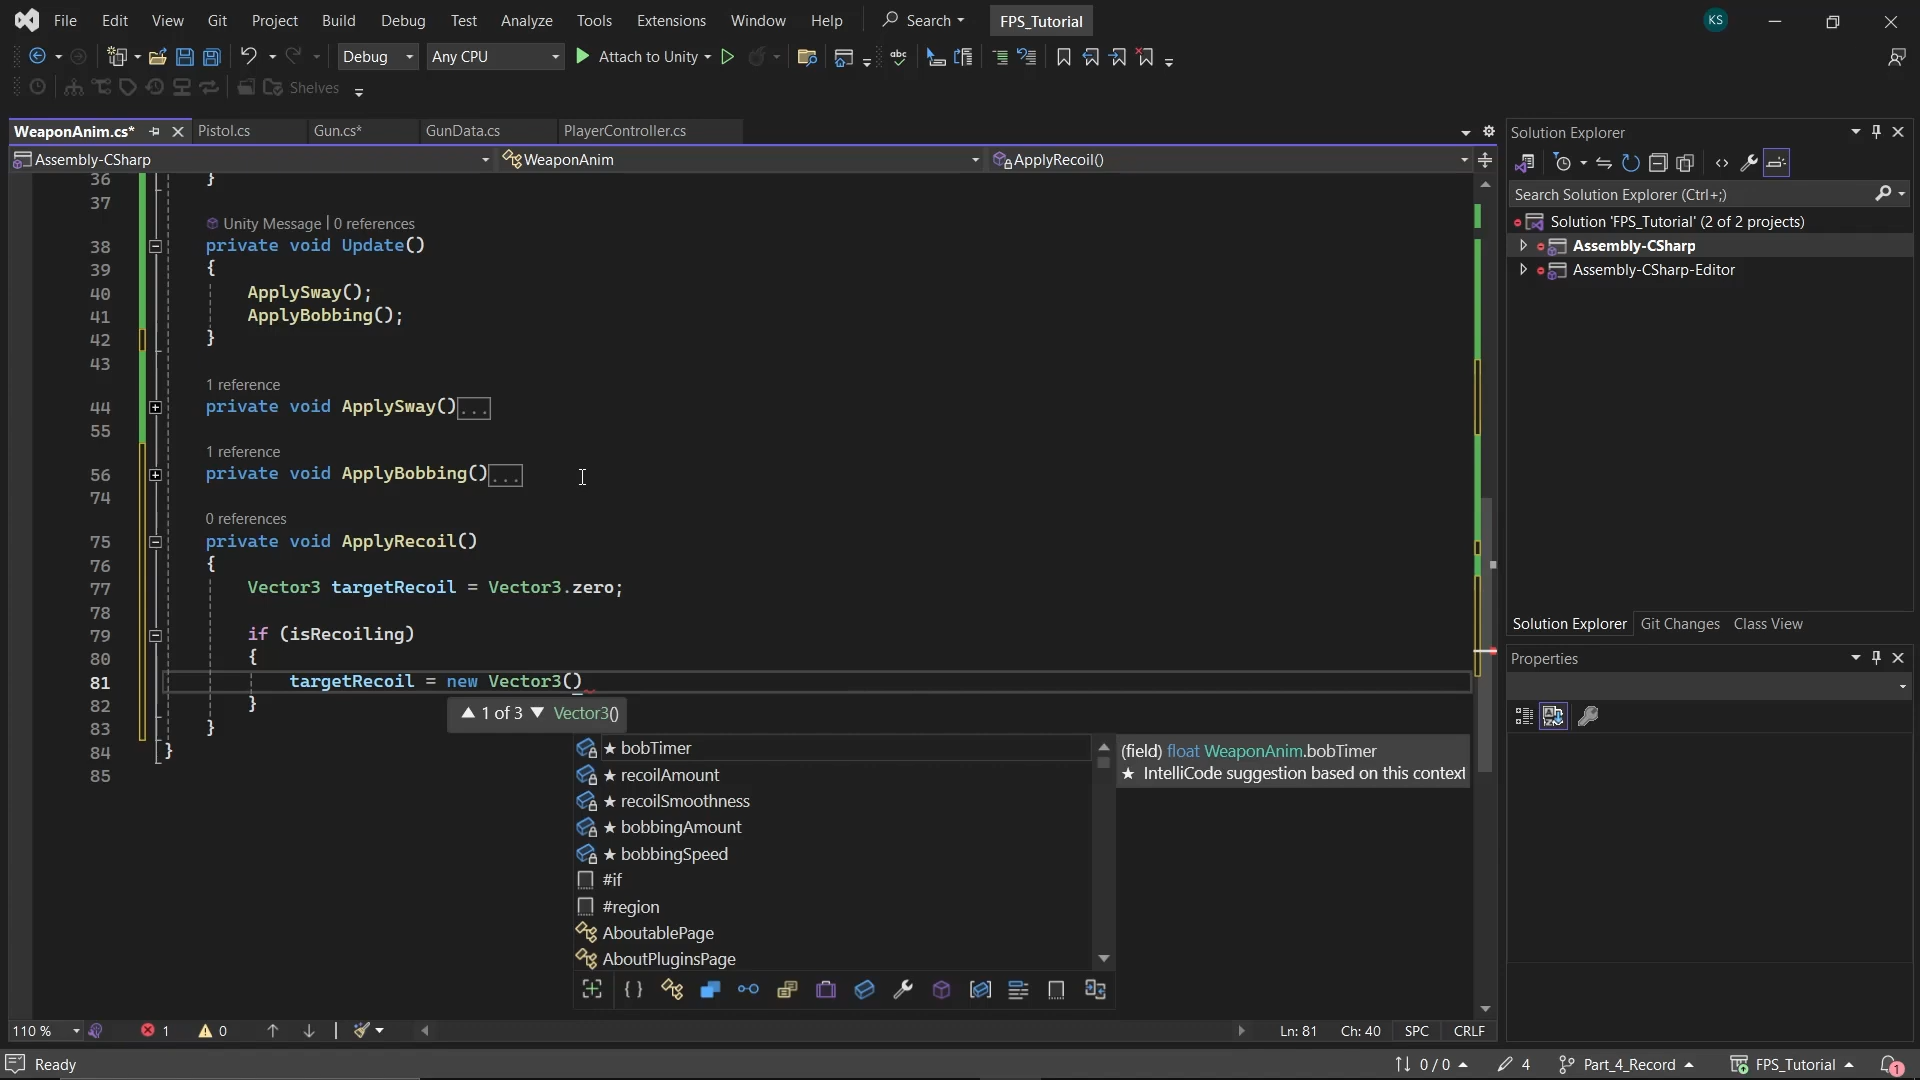 File Edit View Git Project Build Debug Test Analyze Tools Extensions Window Help Search FPS_Tutorial KS
Debug Any CPU Attach to Unity abc
Shelves
WeaponAnim.cs* Pistol.cs Gun.cs* GunData.cs PlayerController.cs
Assembly-CSharp WeaponAnim ApplyRecoil()
36 }
37
Unity Message | 0 references
38 private void Update()
39 {
40 ApplySway();
41 ApplyBobbing();
42 }
43
1 reference
44 private void ApplySway()...
55
1 reference
56 private void ApplyBobbing()...
74
0 references
75 private void ApplyRecoil()
76 {
77 Vector3 targetRecoil = Vector3.zero;
78
79 if (isRecoiling)
80 {
81 targetRecoil = new Vector3()
82 }
83 }
84 }
85
1 of 3 Vector3()
★ bobTimer
★ recoilAmount
★ recoilSmoothness
★ bobbingAmount
★ bobbingSpeed
#if
#region
AboutablePage
AboutPluginsPage
(field) float WeaponAnim.bobTimer
★ IntelliCode suggestion based on this context
Solution Explorer
Search Solution Explorer (Ctrl+;)
Solution 'FPS_Tutorial' (2 of 2 projects)
Assembly-CSharp
Assembly-CSharp-Editor
Solution Explorer Git Changes Class View
Properties
110 % 1 0 Ln: 81 Ch: 40 SPC CRLF
Ready 0 / 0 4 Part_4_Record FPS_Tutorial 1